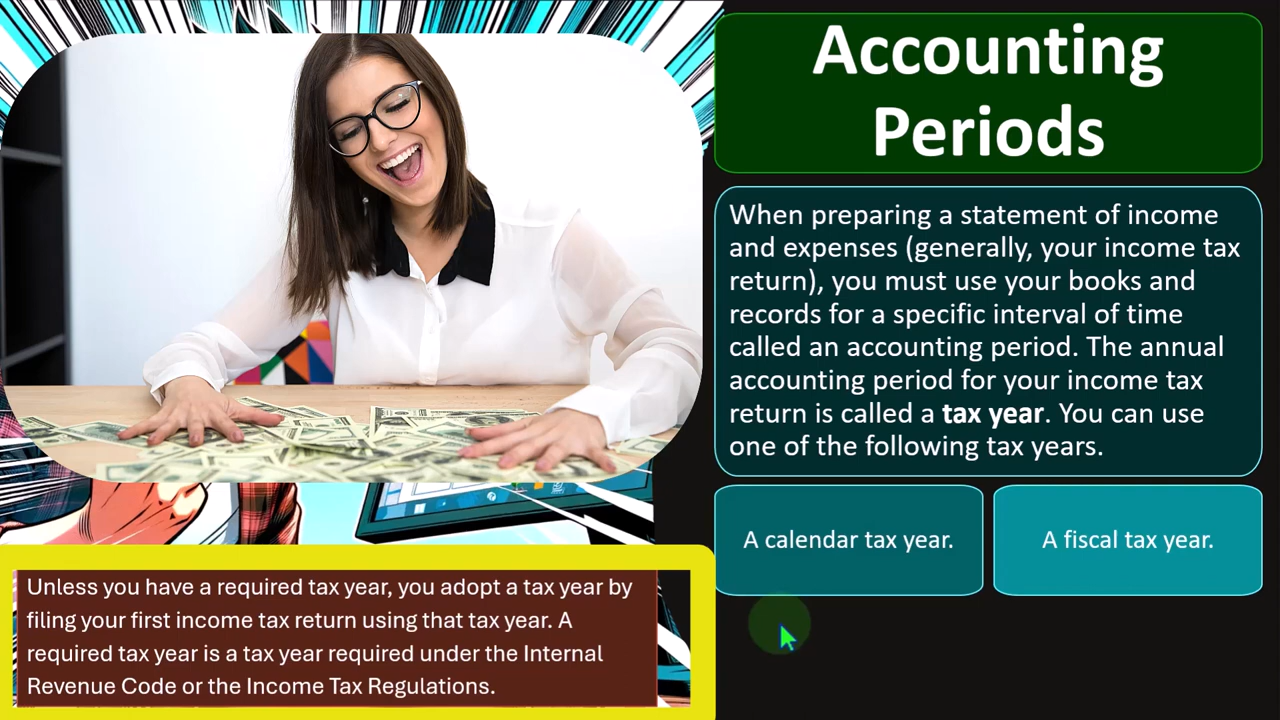 Accounting
Periods
When preparing a statement of income
and expenses (generally, your income tax
return), you must use your books and
records for a specific interval of time
called an accounting period. The annual
accounting period for your income tax
return is called a tax year. You can use
one of the following tax years.
A calendar tax year.
A fiscal tax year.
Unless you have a required tax year, you adopt a tax year by
filing your first income tax return using that tax year. A
required tax year is a tax year required under the Internal
Revenue Code or the Income Tax Regulations.